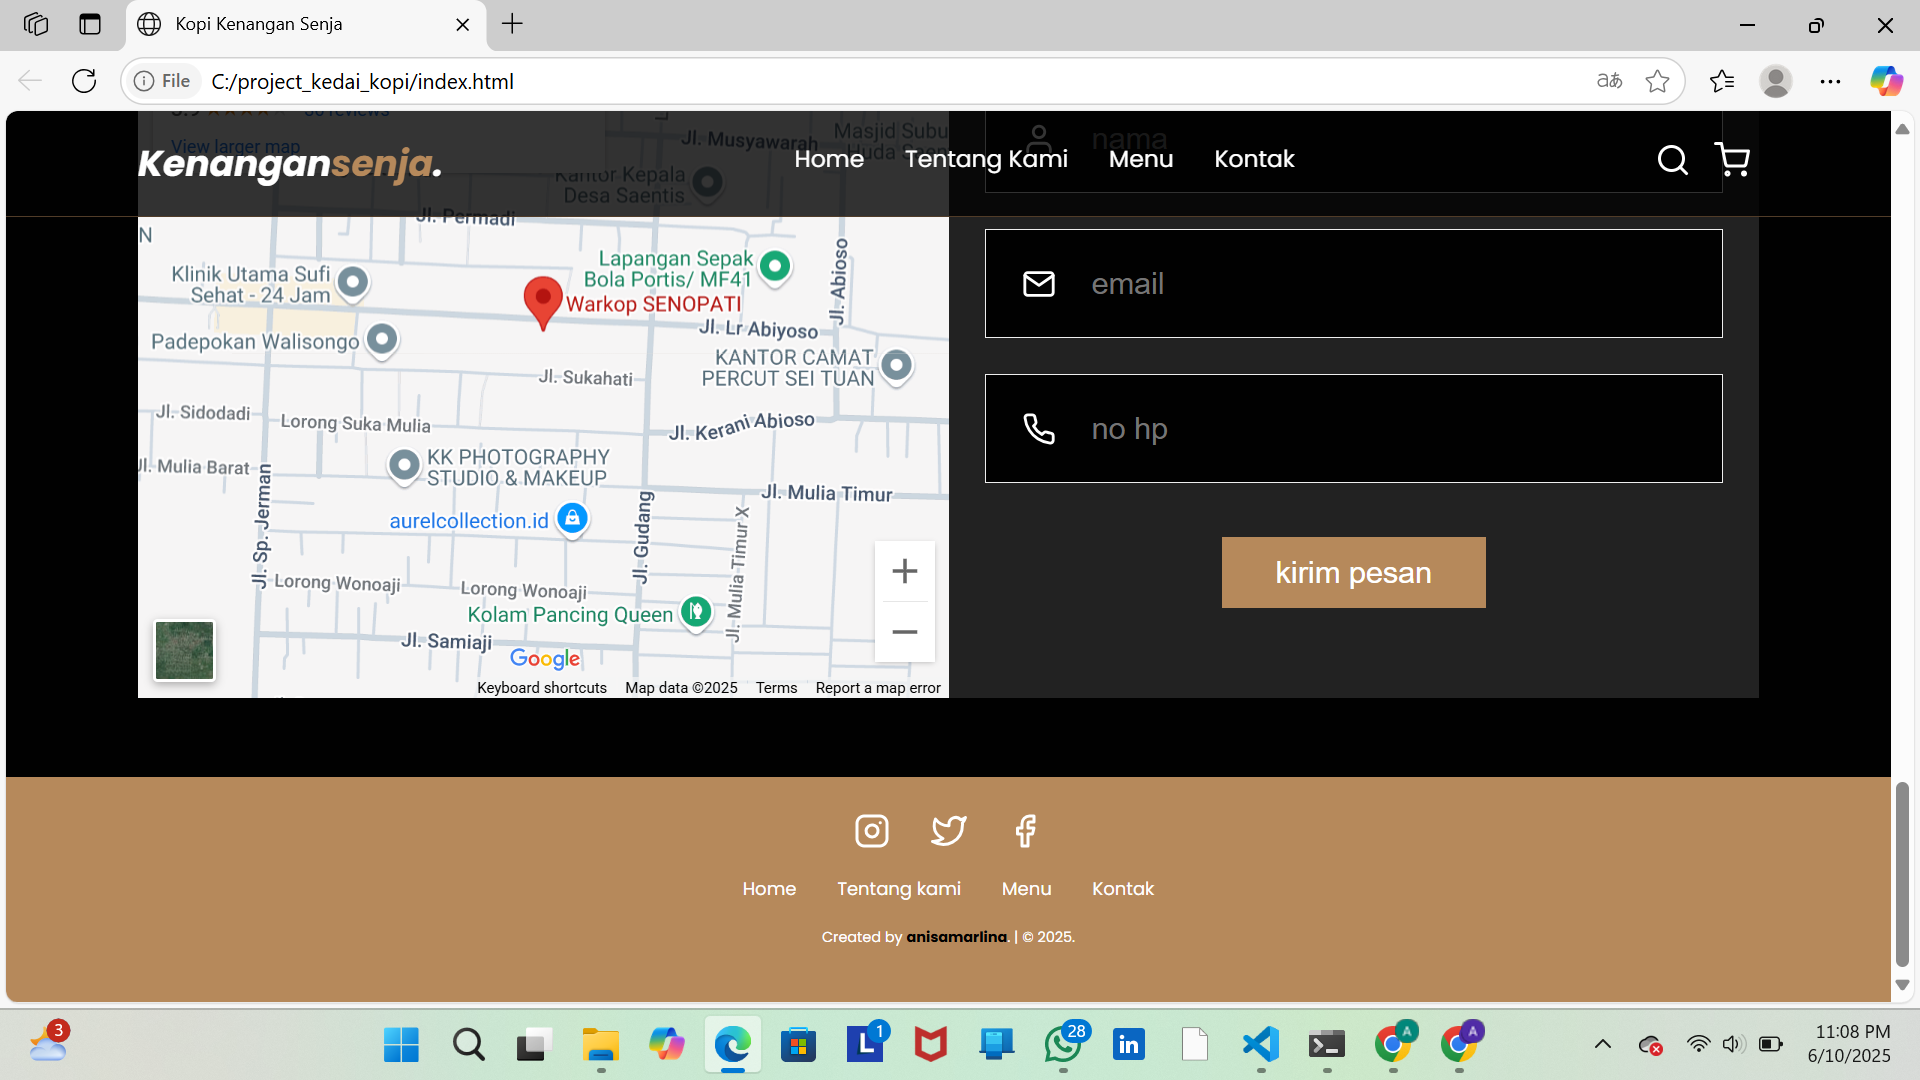 Kopi Kenangan Senja
File C:/project_kedai_kopi/index.html
View larger map
Kenangansenja.
Home Tentang Kami Menu Kontak
Jl. Musyawarah
Masjid Subu
Huda Saen
Kantor Kepala
Desa Saentis
nama
Jl. Permadi
N
Klinik Utama Sufi
Sehat - 24 Jam
Lapangan Sepak
Bola Portis/ MF41
Jl. Abioso
Warkop SENOPATI
Jl. Lr Abiyoso
Padepokan Walisongo
KANTOR CAMAT
PERCUT SEI TUAN
Jl. Sukahati
Jl. Sidodadi
Lorong Suka Mulia
Jl. Kerani Abioso
Jl. Mulia Barat
KK PHOTOGRAPHY
STUDIO & MAKEUP
Jl. Mulia Timur
aurelcollection.id
Jl. Sp. Jerman
Jl. Gudang
Jl. Mulia Timur X
Lorong Wonoaji
Lorong Wonoaji
Kolam Pancing Queen
Jl. Samiaji
Google
Keyboard shortcuts Map data ©2025 Terms Report a map error
email
no hp
kirim pesan
Home Tentang kami Menu Kontak
Created by anisamarlina. | © 2025.
3
1
28
A
A
11:08 PM
6/10/2025